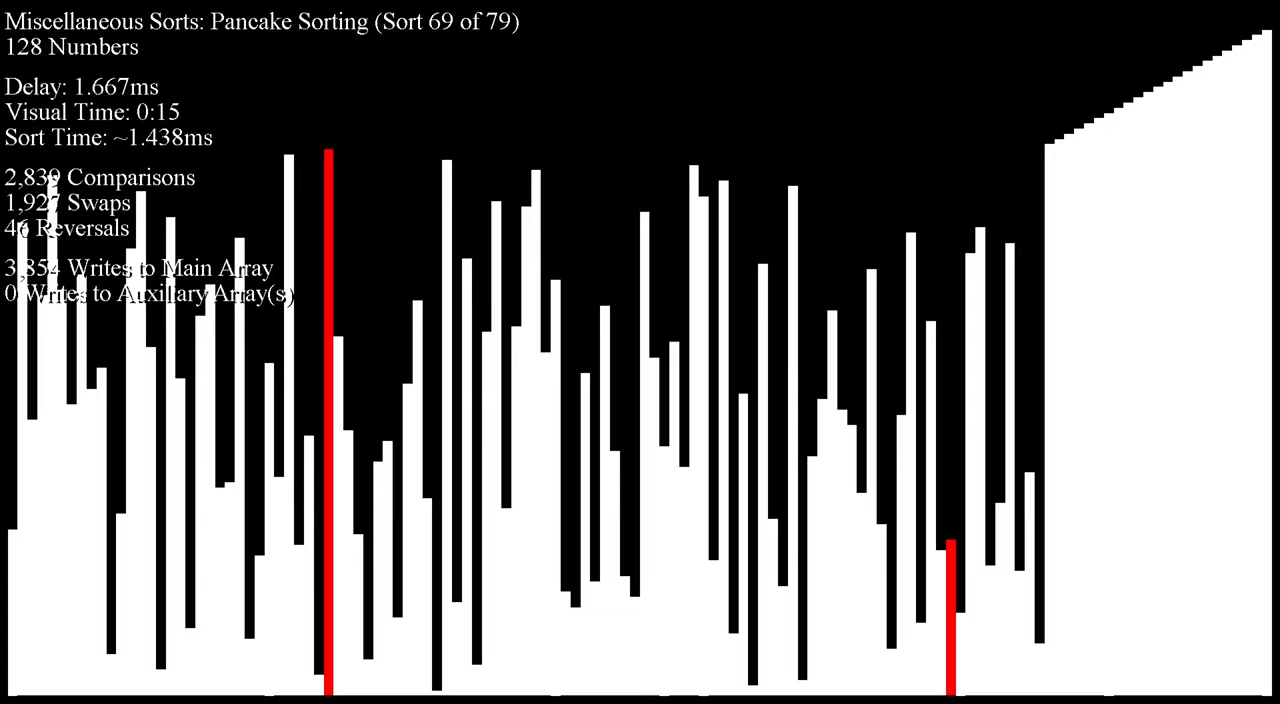 Miscellaneous Sorts: Pancake Sorting (Sort 69 of 79)
128 Numbers
Delay: 1.667ms
Visual Time: 0:15
Sort Time: ~1.438ms
2,839 Comparisons
1,927 Swaps
46 Reversals
3,854 Writes to Main Array
0 Writes to Auxillary Array(s)